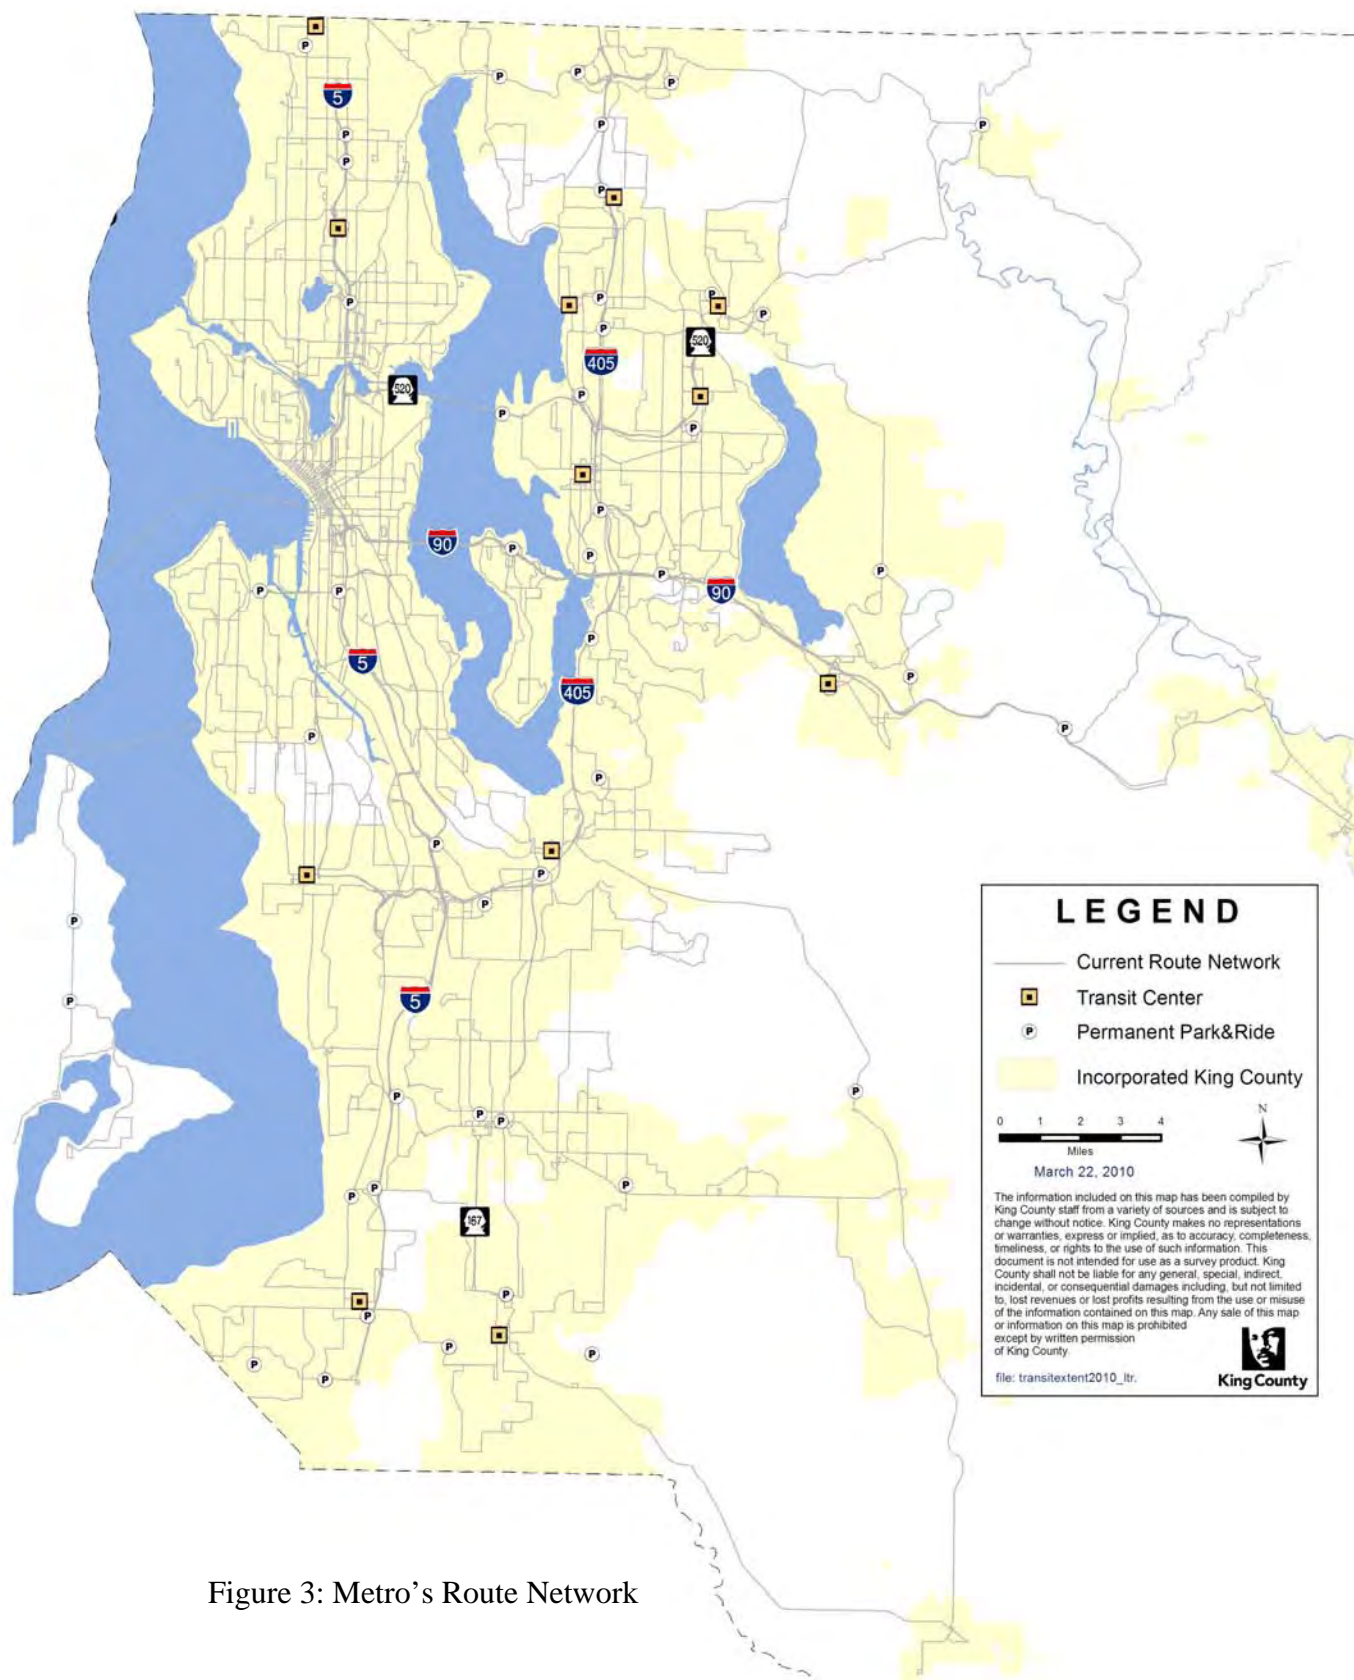 P
5
P
P
P
P
P
P
P
P
P
P
P
P
P
P
520
405
520
P
P
P
P
90
P
P
P
90
P
P
P
5
P
405
P
P
P
P
P
P
P
P
P
5
P
P
P
P
P
P
P
167
P
P
P
P
P
P
LEGEND
Current Route Network
Transit Center
P Permanent Park&Ride
Incorporated King County
0 1 2 3 4
Miles
N
March 22, 2010
The information included on this map has been compiled by
King County staff from a variety of sources and is subject to
change without notice. King County makes no representations
or warranties, express or implied, as to accuracy, completeness,
timeliness, or rights to the use of such information. This
document is not intended for use as a survey product. King
County shall not be liable for any general, special, indirect,
incidental, or consequential damages including, but not limited
to, lost revenues or lost profits resulting from the use or misuse
of the information contained on this map. Any sale of this map
or information on this map is prohibited
except by written permission
of King County.
King County
file: transitextent2010_ltr.
Figure 3: Metro's Route Network